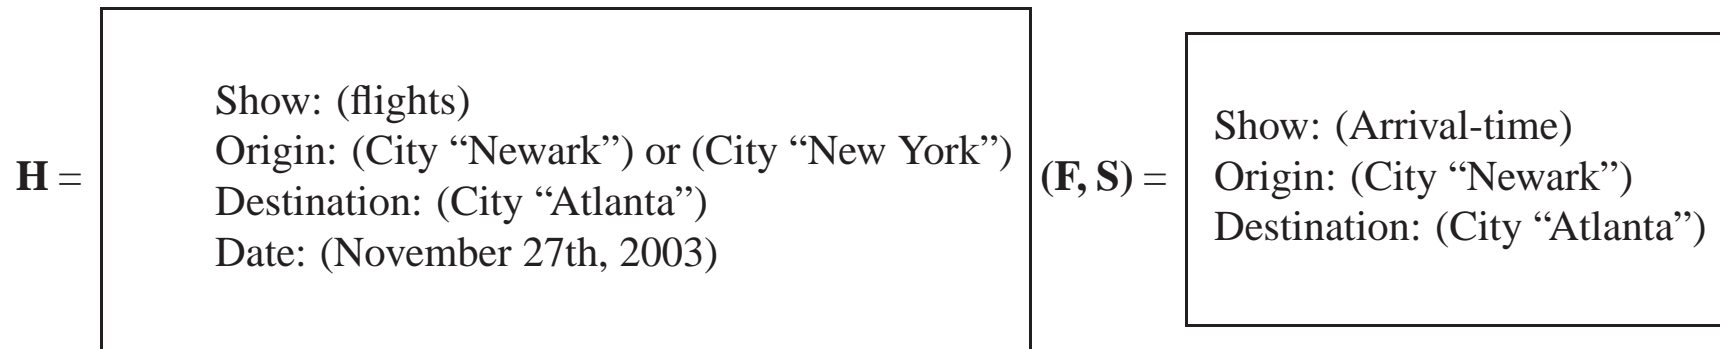 H =
Show: (flights)
Origin: (City “Newark”) or (City “New York”)
Destination: (City “Atlanta”)
Date: (November 27th, 2003)
(F, S) =
Show: (Arrival-time)
Origin: (City “Newark”)
Destination: (City “Atlanta”)